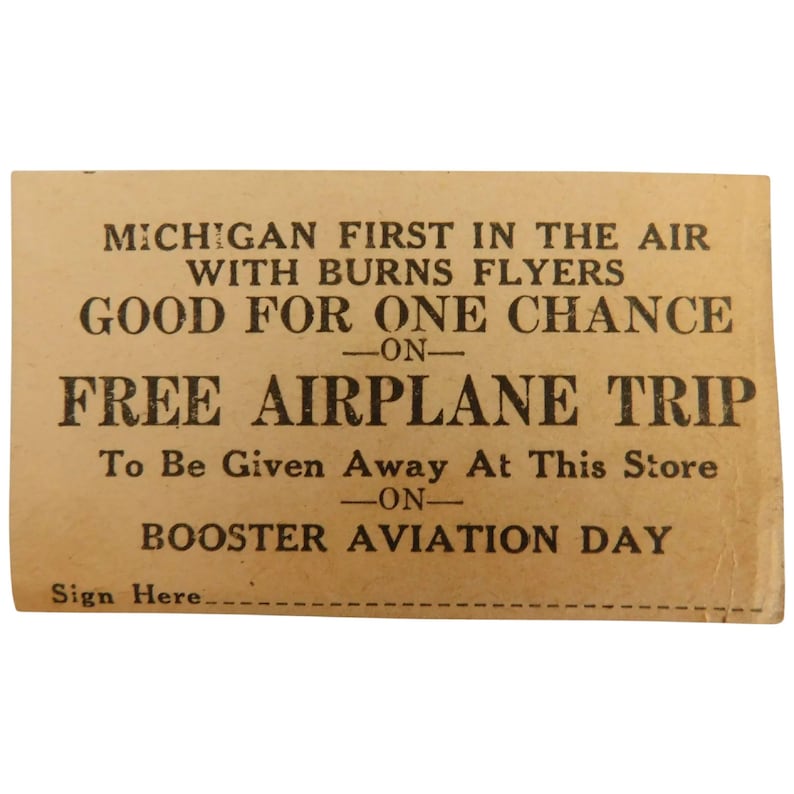 MICHIGAN FIRST IN THE AIR
WITH BURNS FLYERS
GOOD FOR ONE CHANCE
—ON—
FREE AIRPLANE TRIP
To Be Given Away At This Store
—ON—
BOOSTER AVIATION DAY
Sign Here